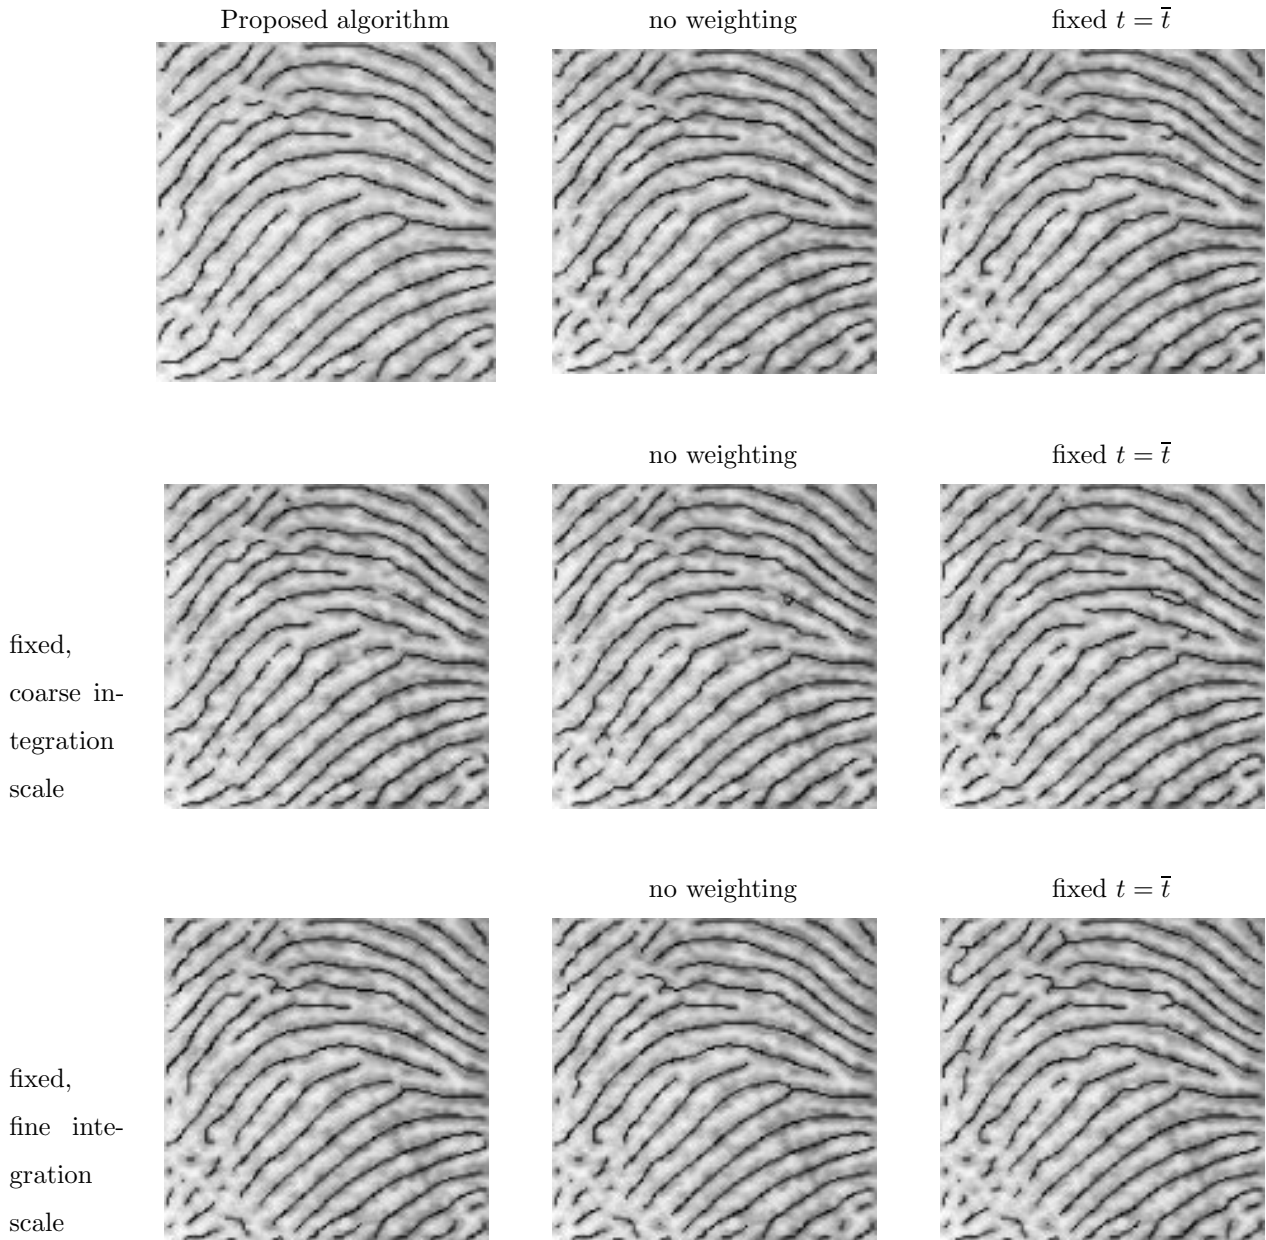 Proposed algorithm
no weighting
fixed t = t̅
no weighting
fixed t = t̅
fixed,
coarse in-
tegration
scale
no weighting
fixed t = t̅
fixed,
fine inte-
gration
scale